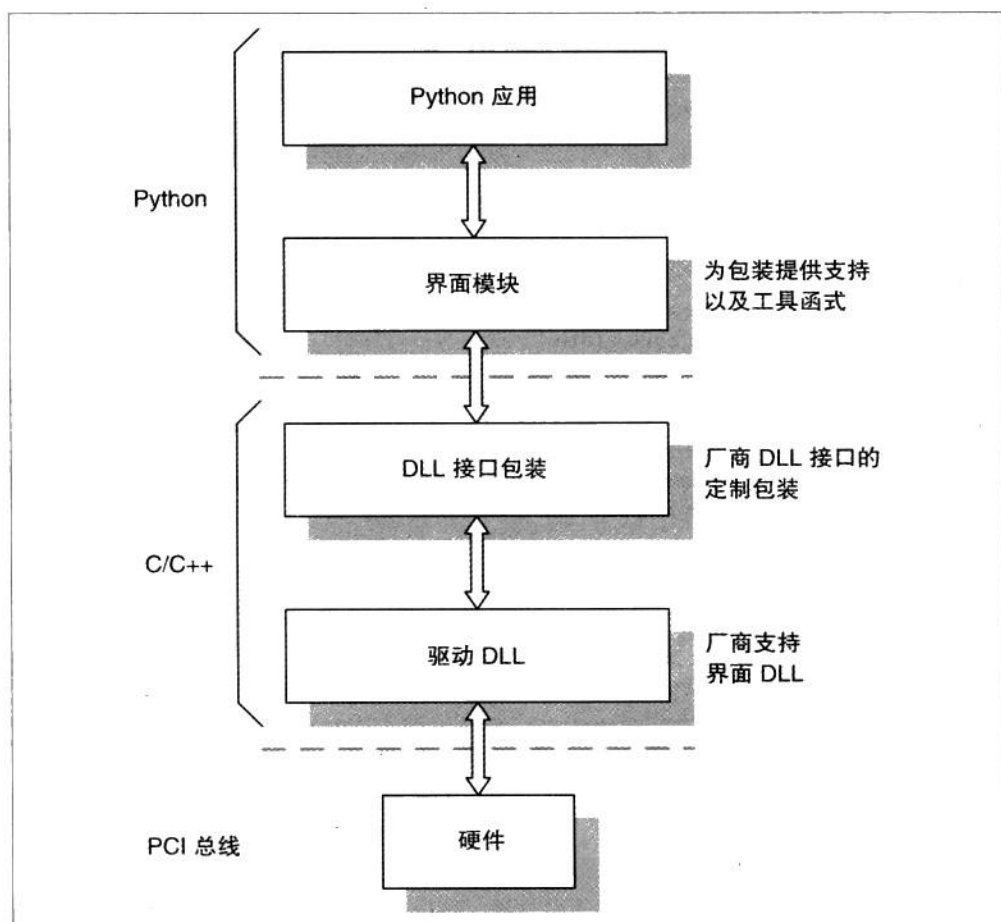 Python 应用
Python
界面模块
为包装提供支持
以及工具函式
DLL 接口包装
厂商 DLL 接口的
定制包装
C/C++
驱动 DLL
厂商支持
界面 DLL
硬件
PCI 总线